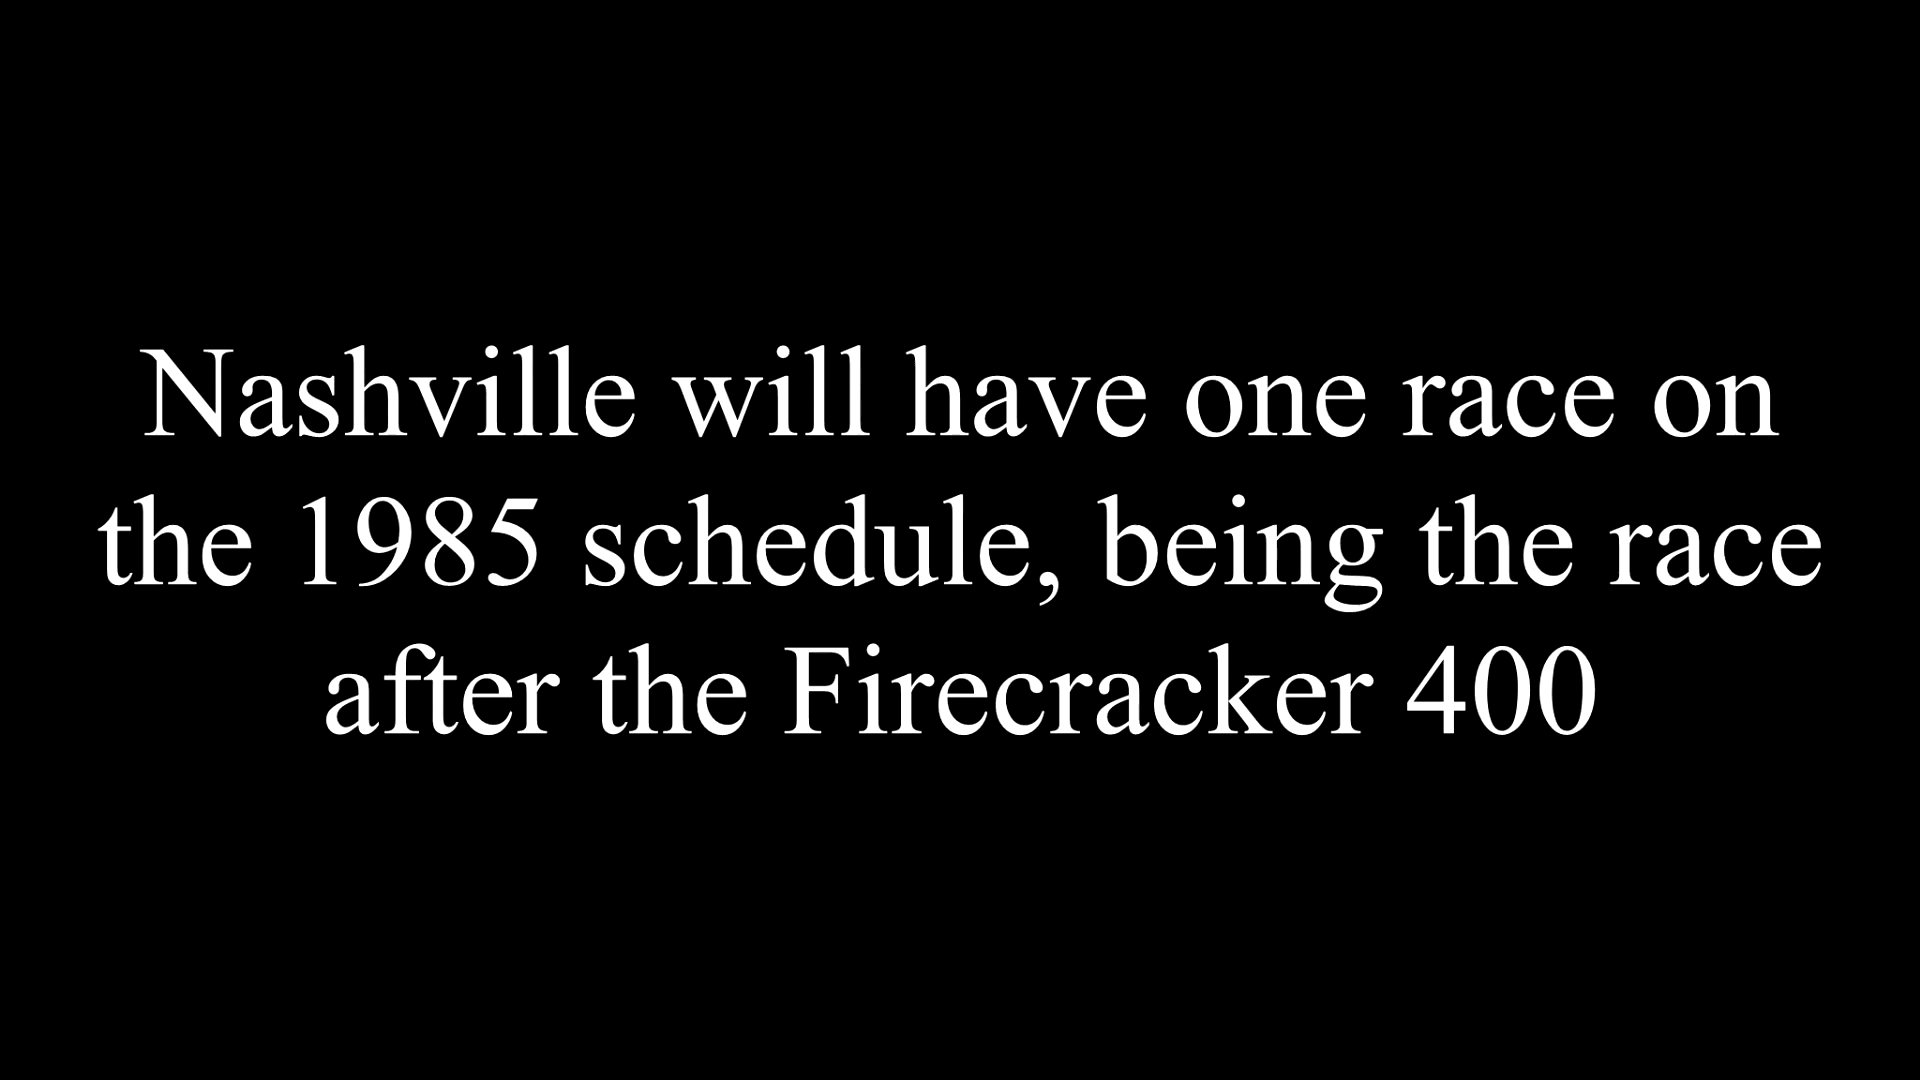 Nashville will have one race on
the 1985 schedule, being the race
after the Firecracker 400